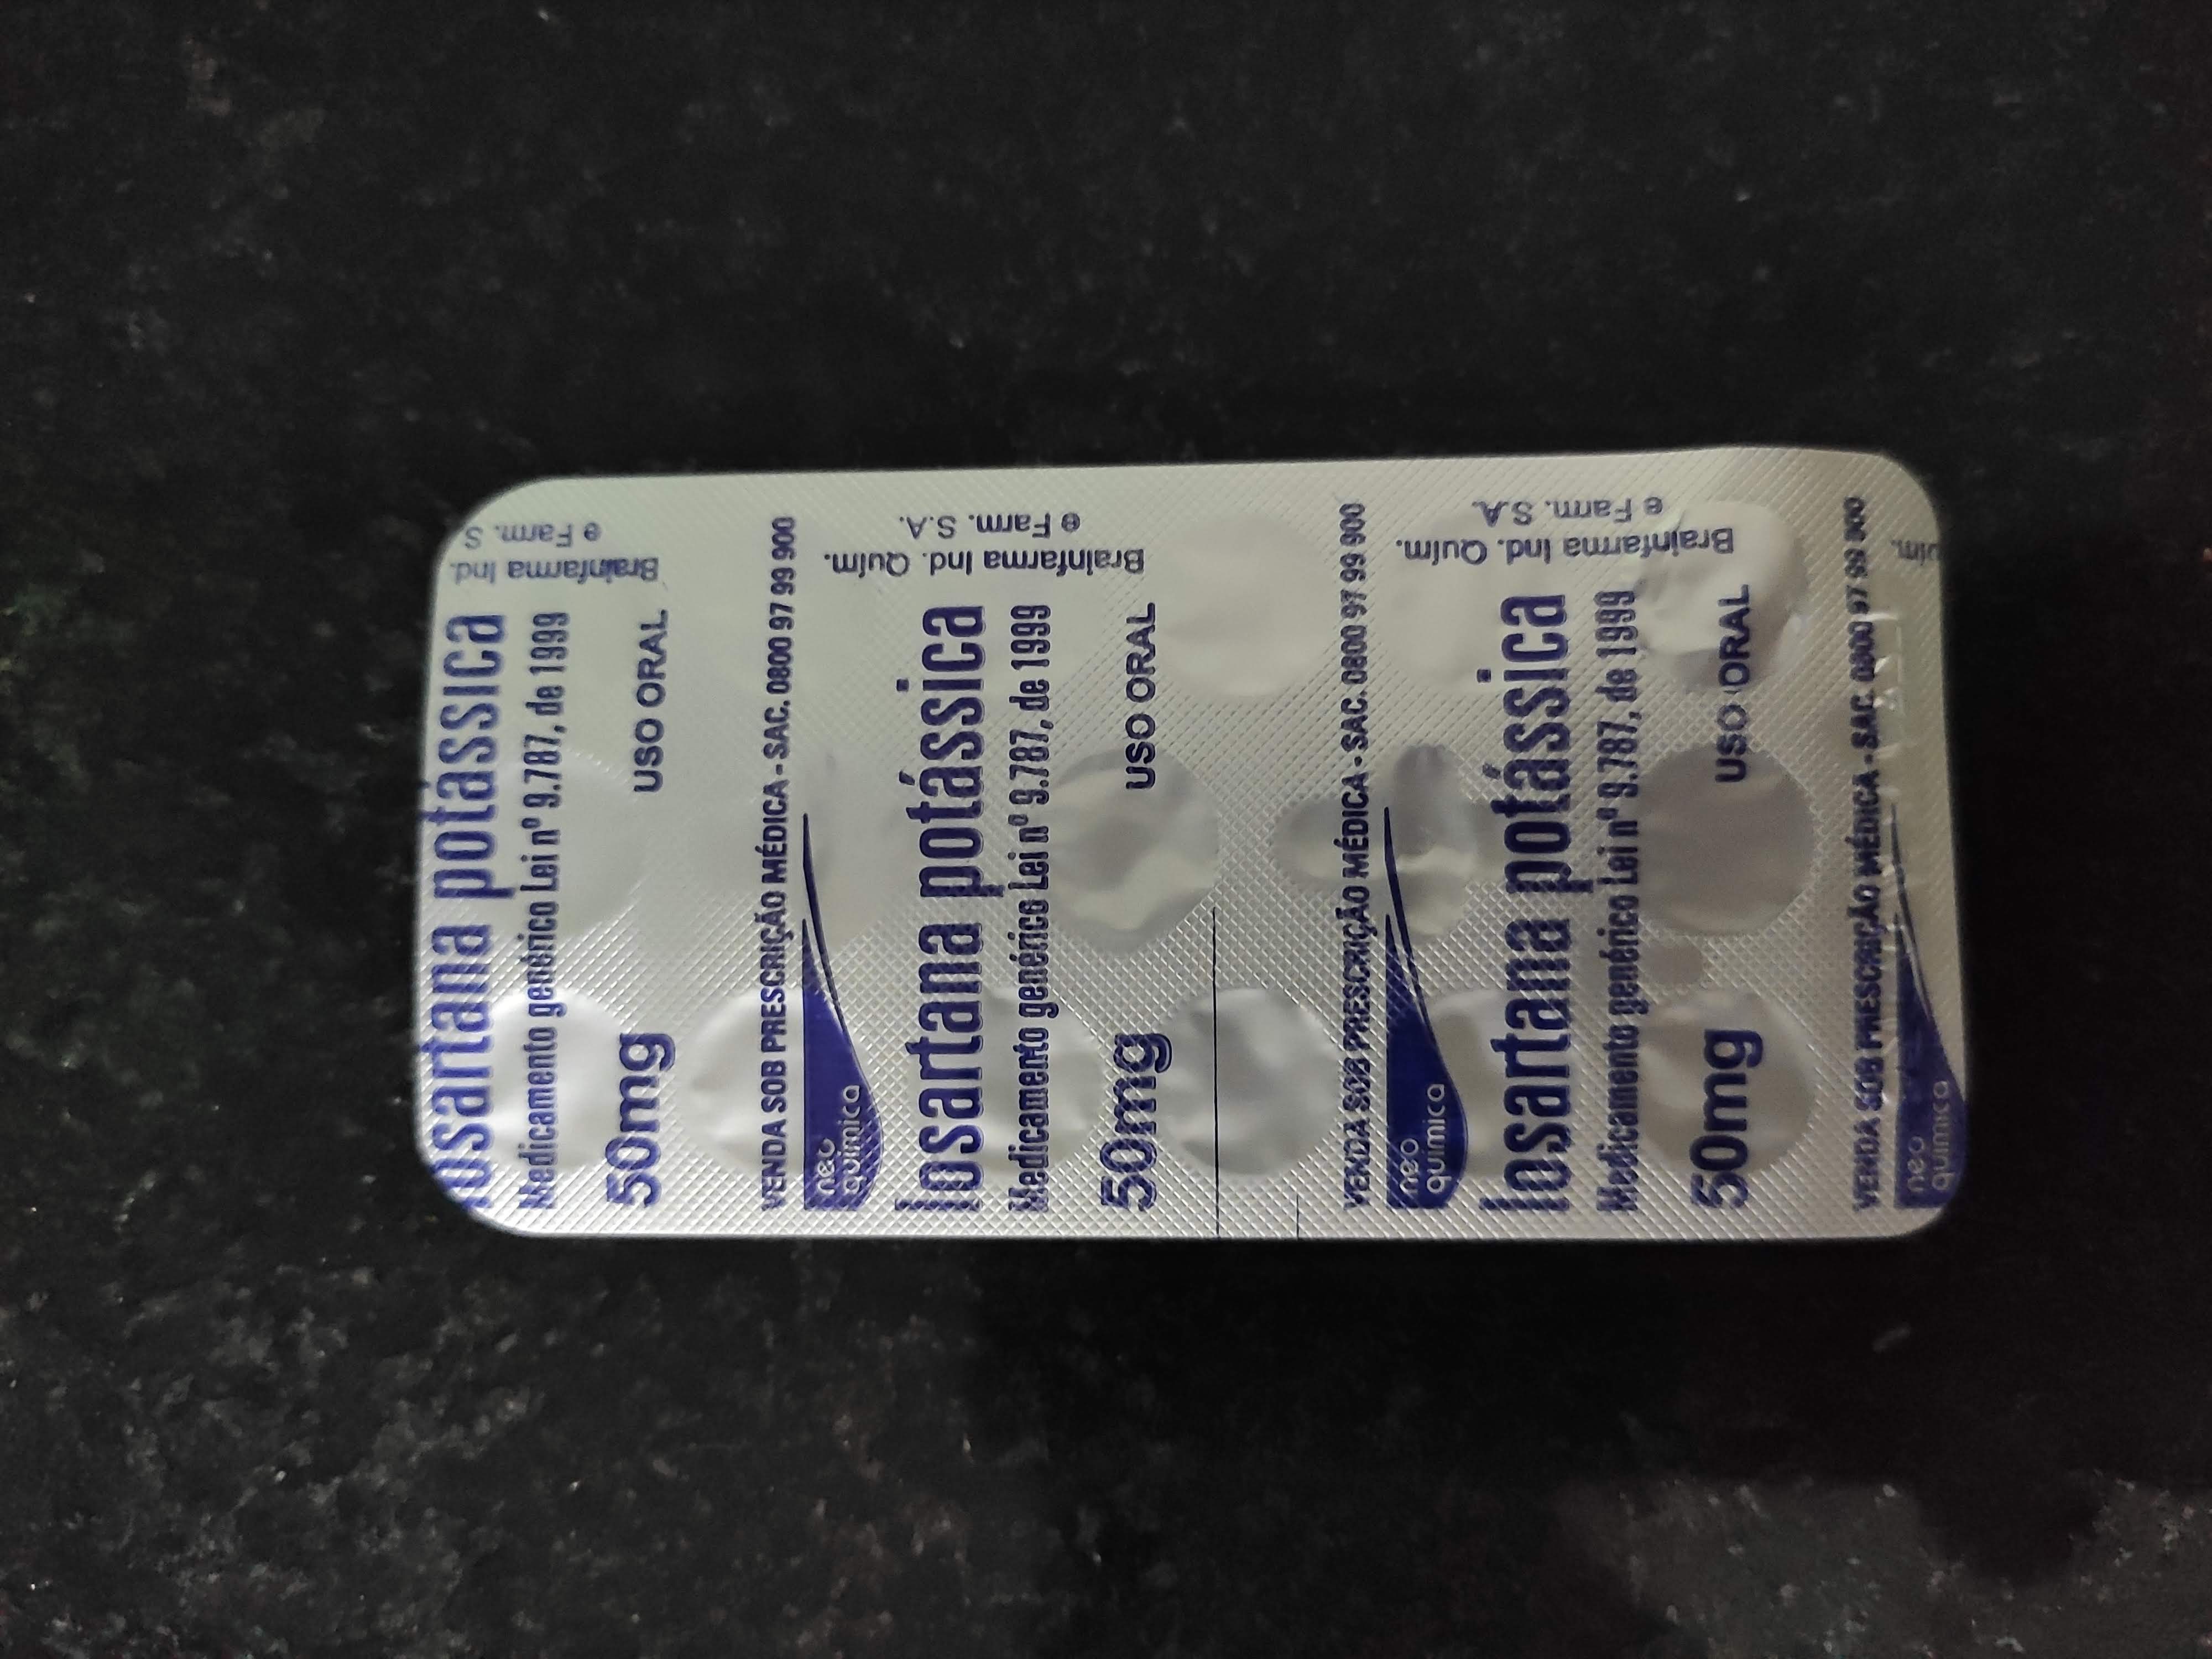 losartana potássica
Medicamento genérico Lei nº 9.787, de 1999
50mg USO ORAL
Brainfarma Ind.
e Farm. S
VENDA SOB PRESCRIÇÃO MÉDICA - SAC. 0800 97 99 900
neo
química
losartana potássica
Medicamento genérico Lei nº 9.787, de 1999
50mg USO ORAL
Brainfarma Ind. Quím.
e Farm. S.A.
VENDA SOB PRESCRIÇÃO MÉDICA - SAC. 0800 97 99 900
neo
química
losartana potássica
Medicamento genérico Lei nº 9.787, de 1999
50mg USO ORAL
Brainfarma Ind. Quím.
e Farm. S.A.
VENDA SOB PRESCRIÇÃO MÉDICA - SAC. 0800 97 99 900
neo
química